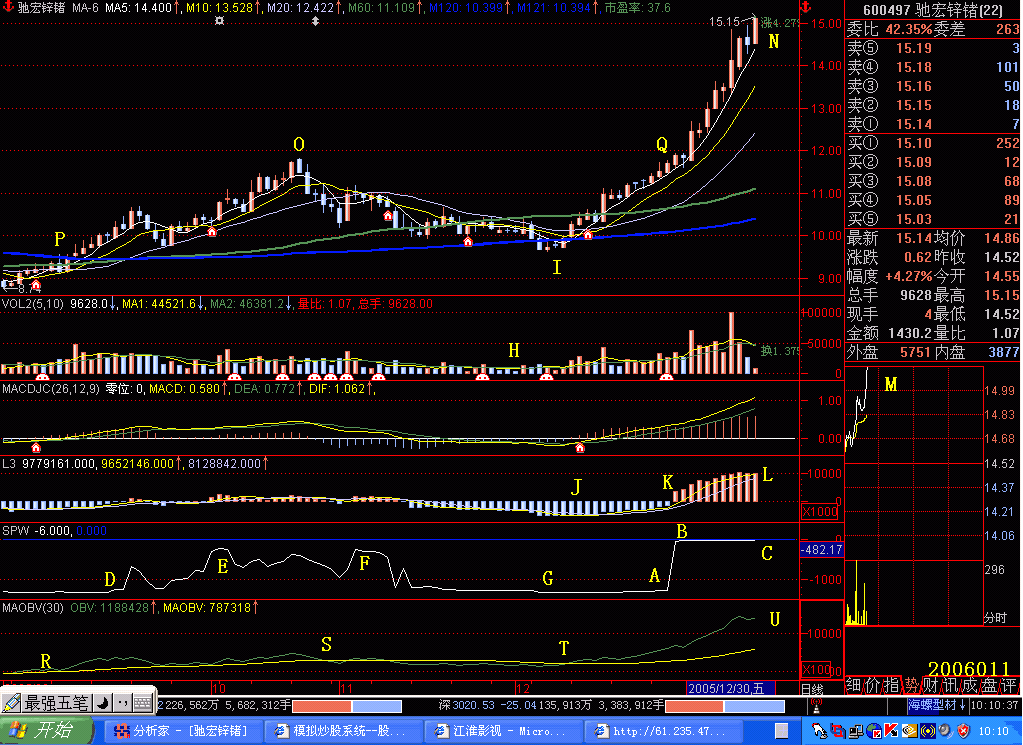 驰宏锌锗 MA-6 MA5: 14.400↑, M10: 13.528↑, M20: 12.422↑, M60: 11.109↑, M120: 10.399↑, M121: 10.394↑, 市盈率: 37.6
15.15
涨4.27%
N
15.00
14.00
13.00
12.00
11.00
10.00
9.00
O
Q
P
I
8.74
VOL2(5,10) 9628.0↓, MA1: 44521.6↓, MA2: 46381.2↓, 量比: 1.07, 总手: 9628.00
100000
50000
0
H
换1.37%
MACDJC(26,12,9) 零位: 0, MACD: 0.580↑, DEA: 0.772↑, DIF: 1.062↑,
1.00
0.00
L3 9779161.000, 9652146.000↑, 8128842.000↑
J
K
L
10000
0
X1000
SPW -6.000, 0.000
B
D
E
F
G
A
C
-482.17
-1000
MAOBV(30) OBV: 1188428↑, MAOBV: 787318↑
R
S
T
U
10000
X100
10
11
12
2005/12/30,五
日线
600497 驰宏锌锗(22)
委比 42.35% 委差 263
卖⑤ 15.19 3
卖④ 15.18 101
卖③ 15.16 50
卖② 15.15 18
卖① 15.14 7
买① 15.10 252
买② 15.09 12
买③ 15.08 68
买④ 15.05 89
买⑤ 15.03 21
最新 15.14 均价 14.86
涨跌 0.62 昨收 14.52
幅度 +4.27% 今开 14.55
总手 9628 最高 15.15
现手 4 最低 14.52
金额 1430.2 量比 1.07
外盘 5751 内盘 3877
M
14.99
14.83
14.68
14.52
14.37
14.21
14.06
296
分时
2006011
细 价 指 势 财 讯 成 盘 评
最强五笔
2226,562万 5,682,312手
深 3020.53 -25.04 135,913万 3,383,912手
海螺型材↓ 10:10:37
开始
分析家 - [驰宏锌锗]
模拟炒股系统--股...
江淮影视 - Micro...
http://61.235.47...
10:10